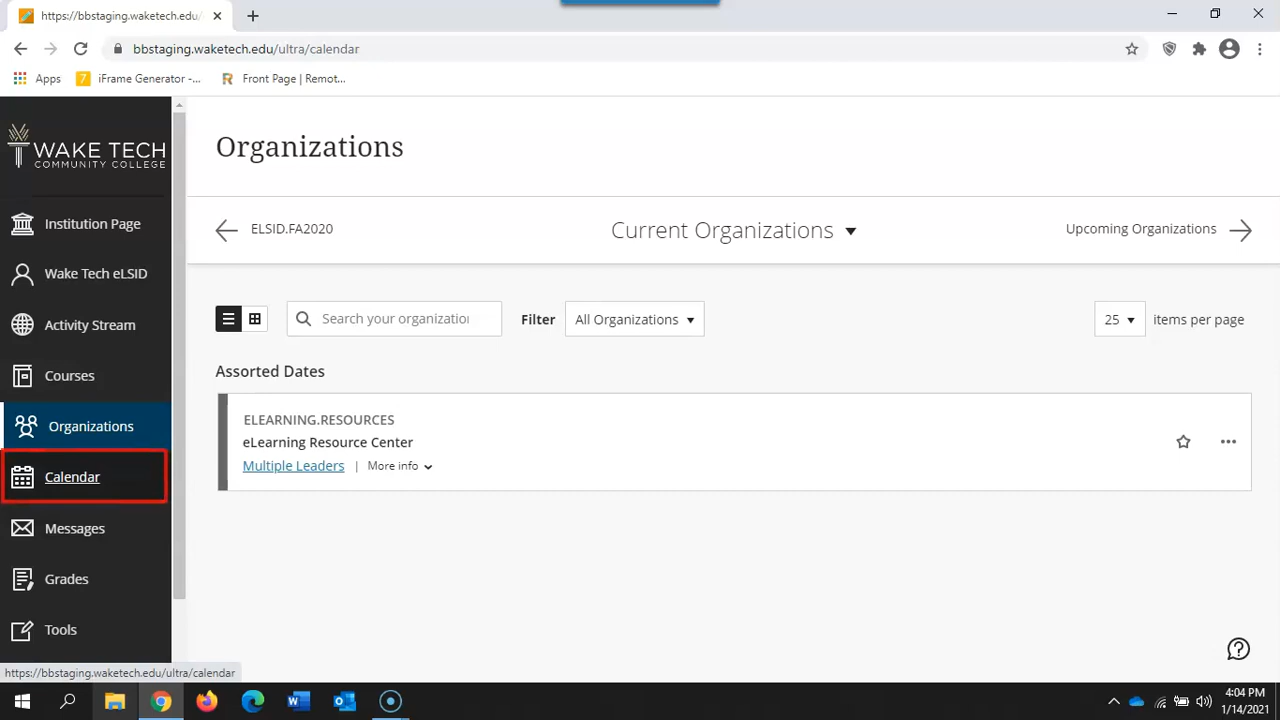 https://bbstaging.waketech.edu/
bbstaging.waketech.edu/ultra/calendar
Apps
iFrame Generator -...
Front Page | Remot...
WAKE TECH
COMMUNITY COLLEGE
Organizations
Institution Page
ELSID.FA2020
Current Organizations
Upcoming Organizations
Wake Tech eLSID
Activity Stream
Search your organization
Filter
All Organizations
25
items per page
Courses
Assorted Dates
Organizations
ELEARNING.RESOURCES
eLearning Resource Center
Multiple Leaders | More info
Calendar
Messages
Grades
Tools
https://bbstaging.waketech.edu/ultra/calendar
4:04 PM
1/14/2021